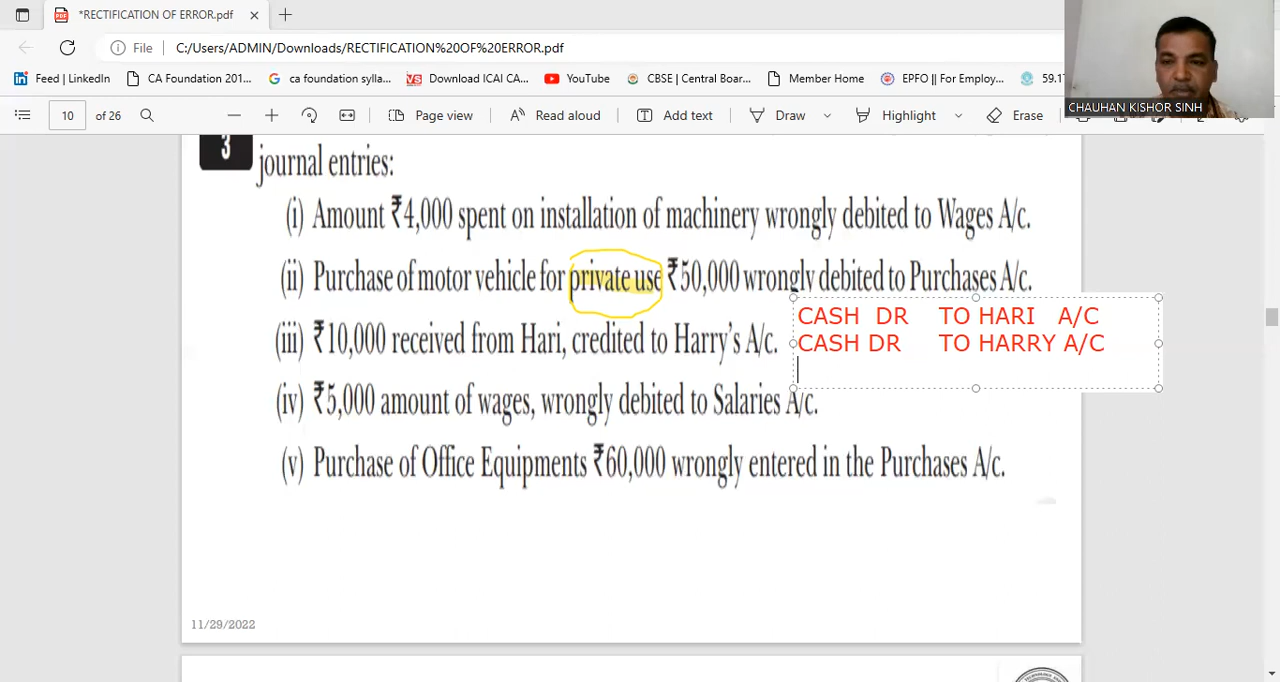 *RECTIFICATION OF ERROR.pdf
File C:/Users/ADMIN/Downloads/RECTIFICATION%20OF%20ERROR.pdf
Feed | LinkedIn CA Foundation 201... ca foundation sylla... Download ICAI CA... YouTube CBSE | Central Boar... Member Home EPFO || For Employ... 59.1
10 of 26 Page view Read aloud Add text Draw Highlight Erase
CHAUHAN KISHOR SINH
3 journal entries:
(i) Amount ₹4,000 spent on installation of machinery wrongly debited to Wages A/c.
(ii) Purchase of motor vehicle for private use ₹50,000 wrongly debited to Purchases A/c.
CASH DR TO HARI A/C
(iii) ₹10,000 received from Hari, credited to Harry's A/c.
CASH DR TO HARRY A/C
(iv) ₹5,000 amount of wages, wrongly debited to Salaries A/c.
(v) Purchase of Office Equipments ₹60,000 wrongly entered in the Purchases A/c.
11/29/2022